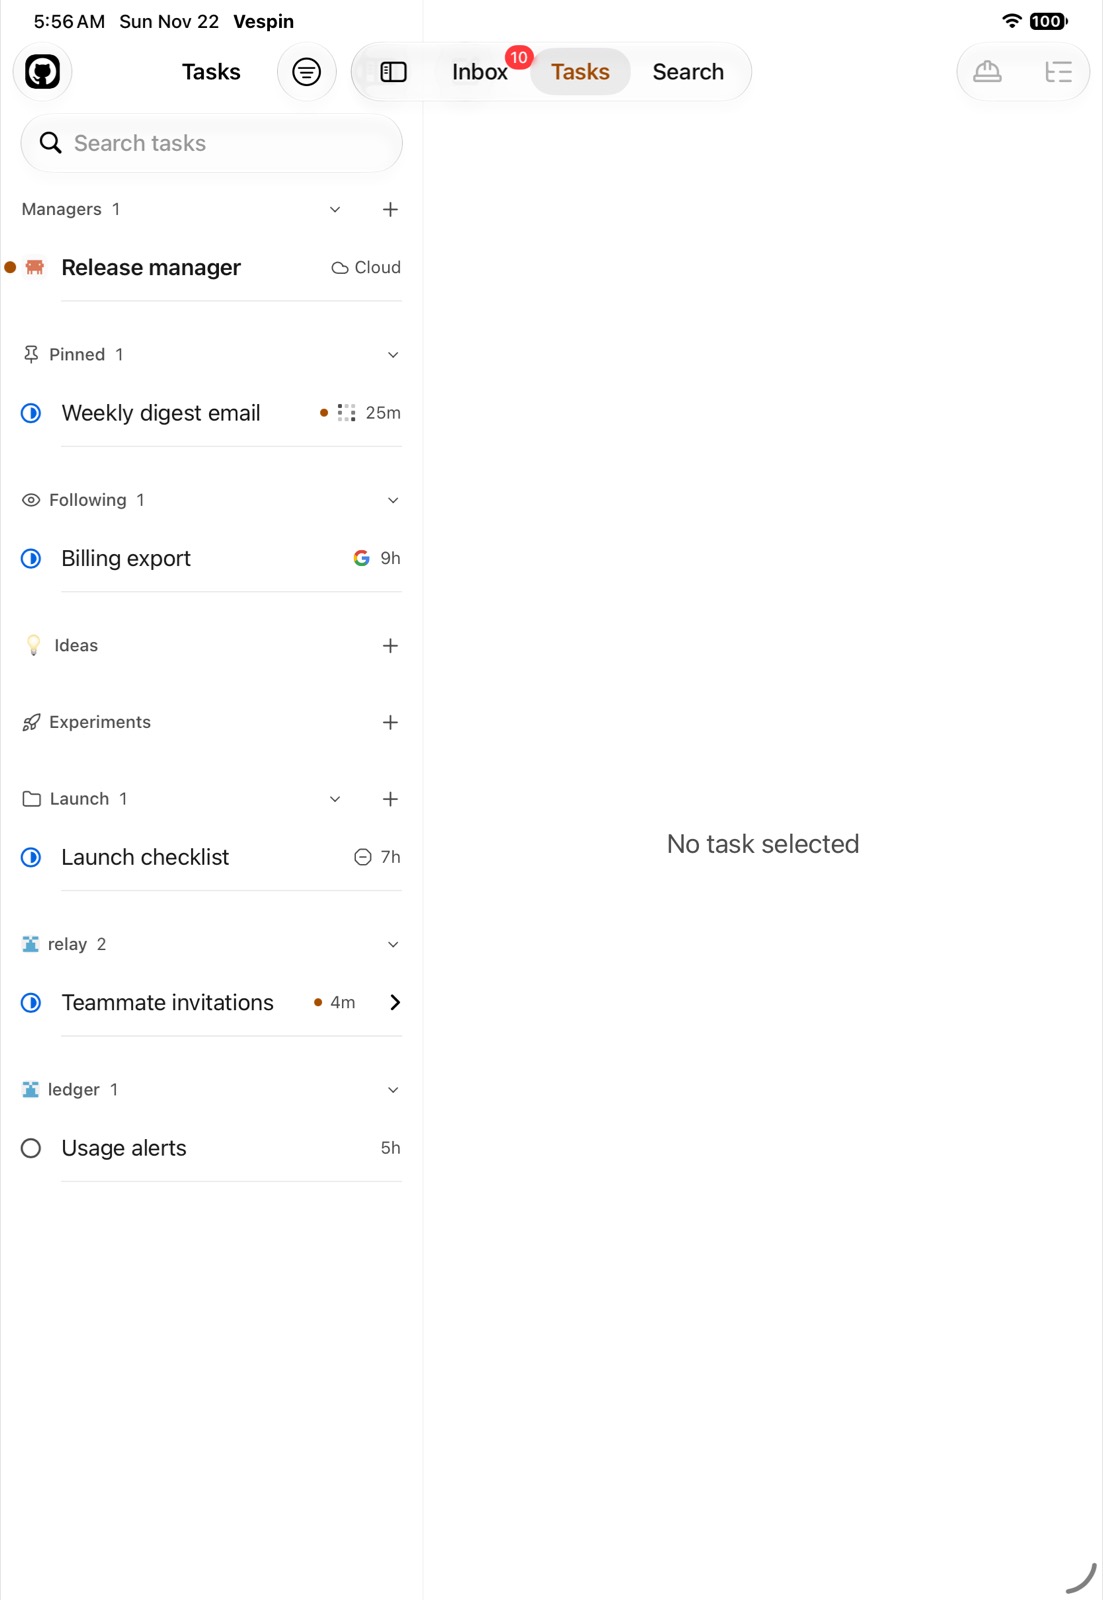 5:56 AM Sun Nov 22 Vespin
100
Tasks
Inbox 10 Tasks Search
Search tasks
Managers 1
Release manager Cloud
Pinned 1
Weekly digest email 25m
Following 1
Billing export 9h
Ideas
Experiments
Launch 1
Launch checklist 7h
No task selected
relay 2
Teammate invitations 4m
ledger 1
Usage alerts 5h